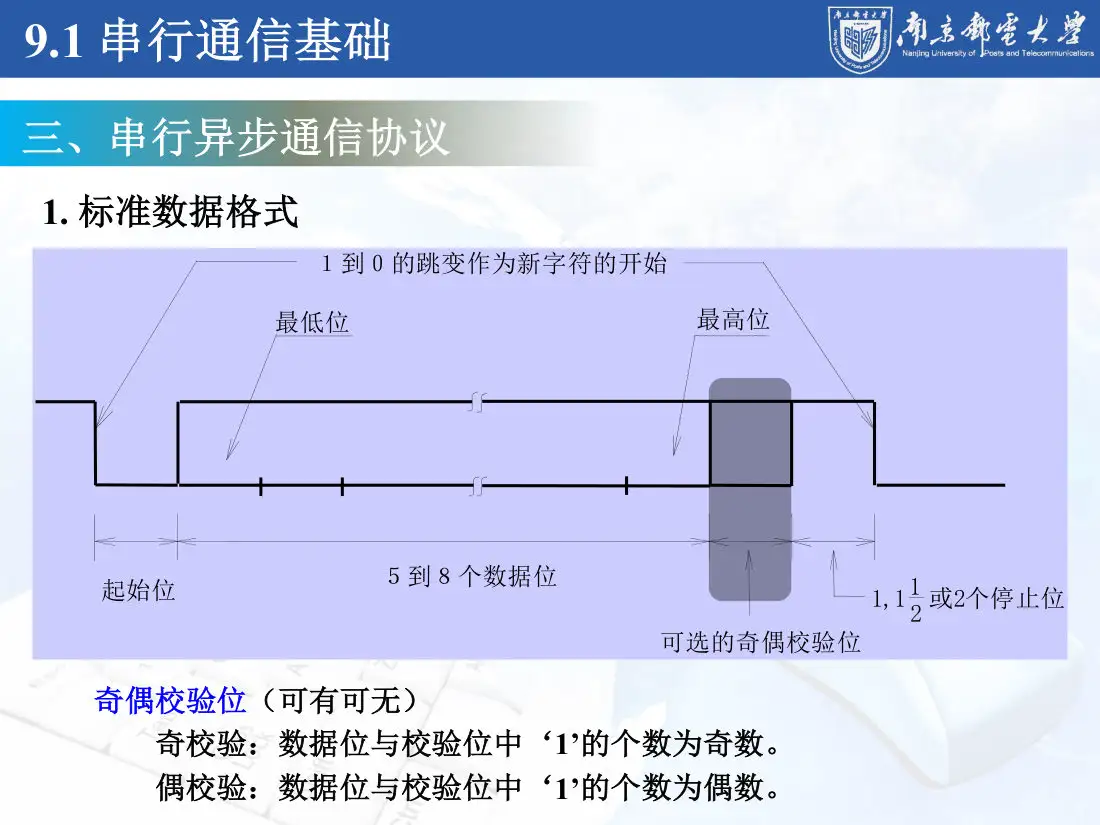 9.1 串行通信基础
南京邮电大学
Nanjing University of Posts and Telecommunications
三、串行异步通信协议
1. 标准数据格式
1 到 0 的跳变作为新字符的开始
最低位
最高位
起始位
5 到 8 个数据位
1,1 1/2 或2个停止位
可选的奇偶校验位
奇偶校验位（可有可无）
奇校验：数据位与校验位中‘1’的个数为奇数。
偶校验：数据位与校验位中‘1’的个数为偶数。